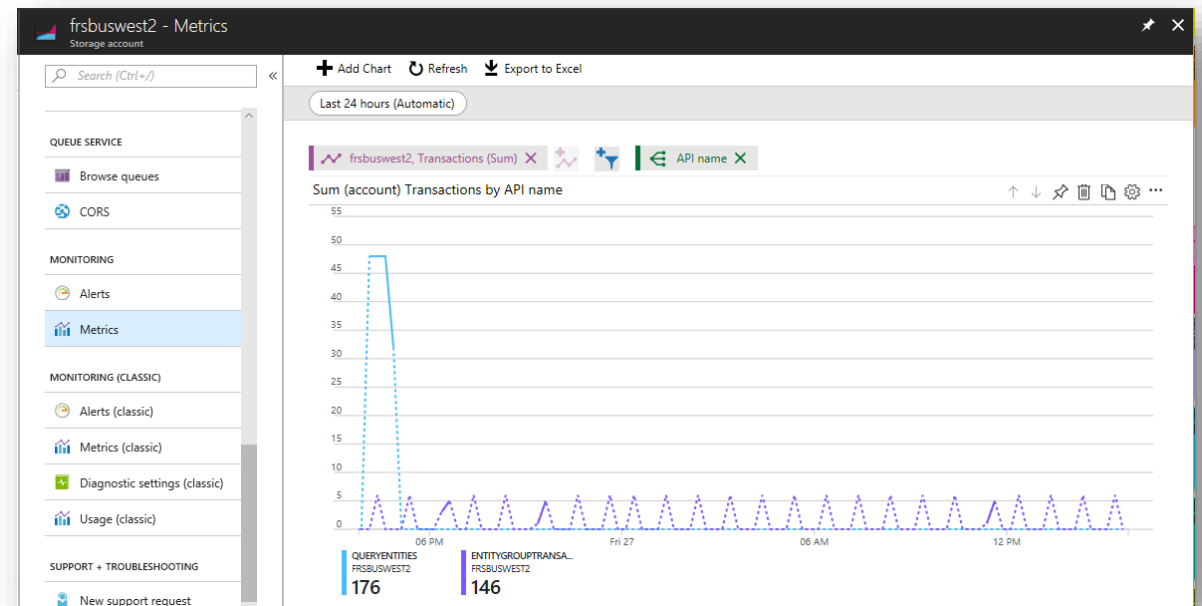 frsbuswest2 - Metrics
Storage account
Search (Ctrl+/)
«
QUEUE SERVICE
Browse queues
CORS
MONITORING
Alerts
Metrics
MONITORING (CLASSIC)
Alerts (classic)
Metrics (classic)
Diagnostic settings (classic)
Usage (classic)
SUPPORT + TROUBLESHOOTING
New support request
Add Chart Refresh Export to Excel
Last 24 hours (Automatic)
frsbuswest2, Transactions (Sum) API name
Sum (account) Transactions by API name
55
50
45
40
35
30
25
20
15
10
5
0
06 PM Fri 27 06 AM 12 PM
QUERYENTITIES ENTITYGROUPTRANSA...
FRSBUSWEST2 FRSBUSWEST2
176 146